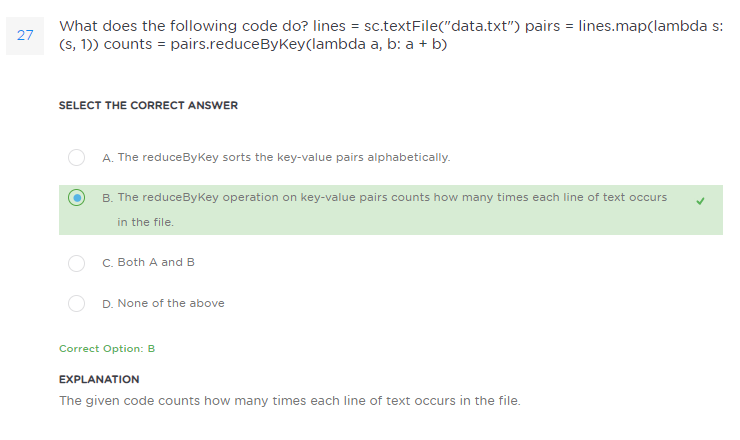 27
What does the following code do? lines = sc.textFile("data.txt") pairs = lines.map(lambda s:
(s, 1)) counts = pairs.reduceByKey(lambda a, b: a + b)
SELECT THE CORRECT ANSWER
A. The reduceByKey sorts the key-value pairs alphabetically.
B. The reduceByKey operation on key-value pairs counts how many times each line of text occurs
in the file.
C. Both A and B
D. None of the above
Correct Option: B
EXPLANATION
The given code counts how many times each line of text occurs in the file.